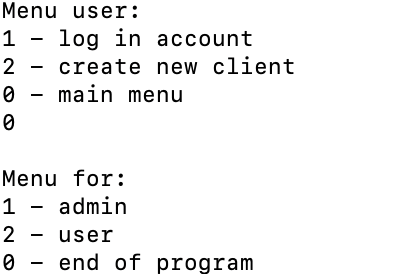 Menu user:
1 – log in account
2 – create new client
0 – main menu
0

Menu for:
1 – admin
2 – user
0 – end of program